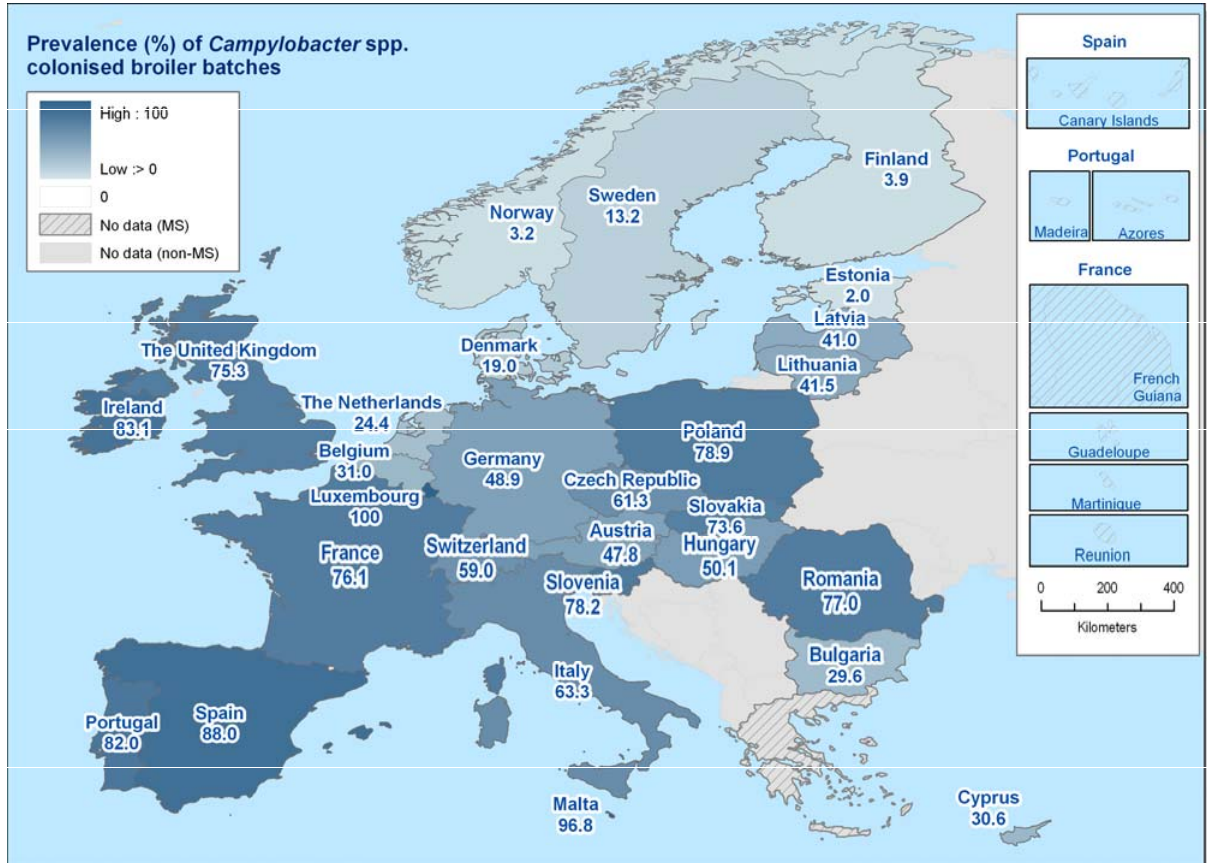 Prevalence (%) of Campylobacter spp.
colonised broiler batches
High : 100
Low :> 0
0
No data (MS)
No data (non-MS)
Finland
3.9
Sweden
13.2
Norway
3.2
Estonia
2.0
Latvia
41.0
Lithuania
41.5
Denmark
19.0
The United Kingdom
75.3
Ireland
83.1
The Netherlands
24.4
Belgium
31.0
Luxembourg
100
Germany
48.9
Poland
78.9
Czech Republic
61.3
Slovakia
73.6
Austria
47.8
Hungary
50.1
France
76.1
Switzerland
59.0
Slovenia
78.2
Romania
77.0
Bulgaria
29.6
Italy
63.3
Portugal
82.0
Spain
88.0
Malta
96.8
Cyprus
30.6
Spain
Canary Islands
Portugal
Madeira
Azores
France
French
Guiana
Guadeloupe
Martinique
Reunion
0 200 400
Kilometers